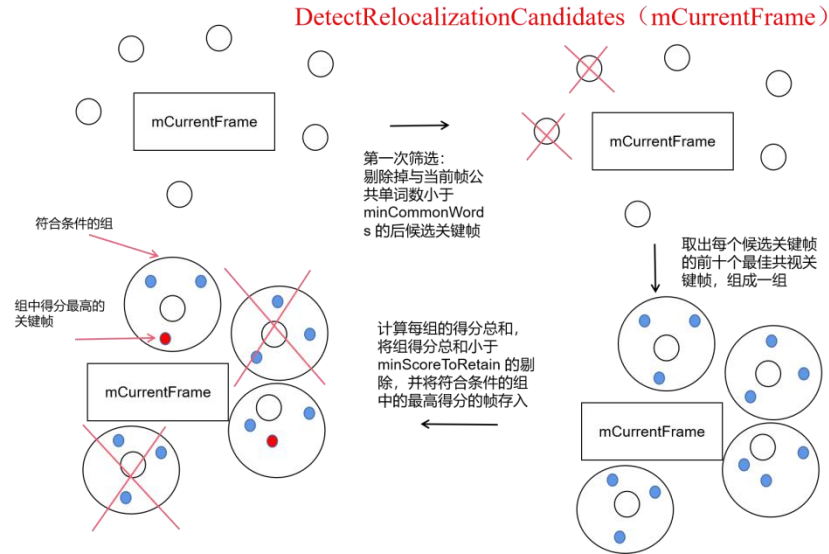 DetectRelocalizationCandidates（mCurrentFrame）
mCurrentFrame
第一次筛选：
剔除掉与当前帧公
共单词数小于
minCommonWord
s 的后候选关键帧
mCurrentFrame
取出每个候选关键帧
的前十个最佳共视关
键帧，组成一组
mCurrentFrame
计算每组的得分总和，
将组得分总和小于
minScoreToRetain 的剔
除，并将符合条件的组
中的最高得分的帧存入
符合条件的组
组中得分最高的
关键帧
mCurrentFrame